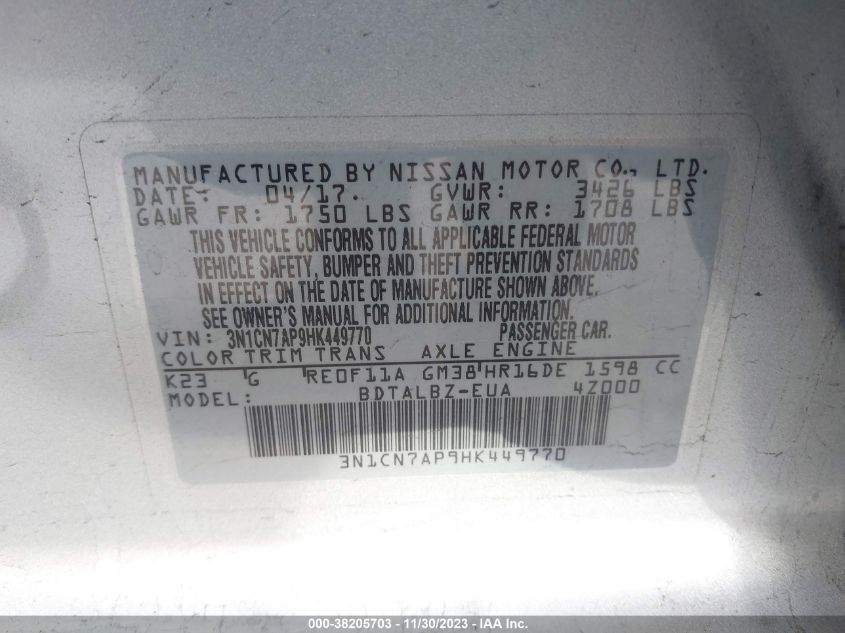 MANUFACTURED BY NISSAN MOTOR CO., LTD.
DATE: 04/17. GVWR: 3426 LBS
GAWR FR: 1750 LBS GAWR RR: 1708 LBS
THIS VEHICLE CONFORMS TO ALL APPLICABLE FEDERAL MOTOR
VEHICLE SAFETY, BUMPER AND THEFT PREVENTION STANDARDS
IN EFFECT ON THE DATE OF MANUFACTURE SHOWN ABOVE.
SEE OWNER'S MANUAL FOR ADDITIONAL INFORMATION.
VIN: 3N1CN7AP9HK449770 PASSENGER CAR.
COLOR TRIM TRANS AXLE ENGINE
K23 G RE0F11A GM38 HR16DE 1598 CC
MODEL: BDTALBZ-EUA 4Z000
3N1CN7AP9HK449770
000-38205703 - 11/30/2023 - IAA Inc.